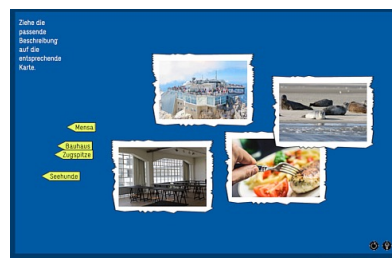 Ziehe die
passende
Beschreibung
auf die
entsprechende
Karte.
Mensa
Bauhaus
Zugspitze
Seehunde